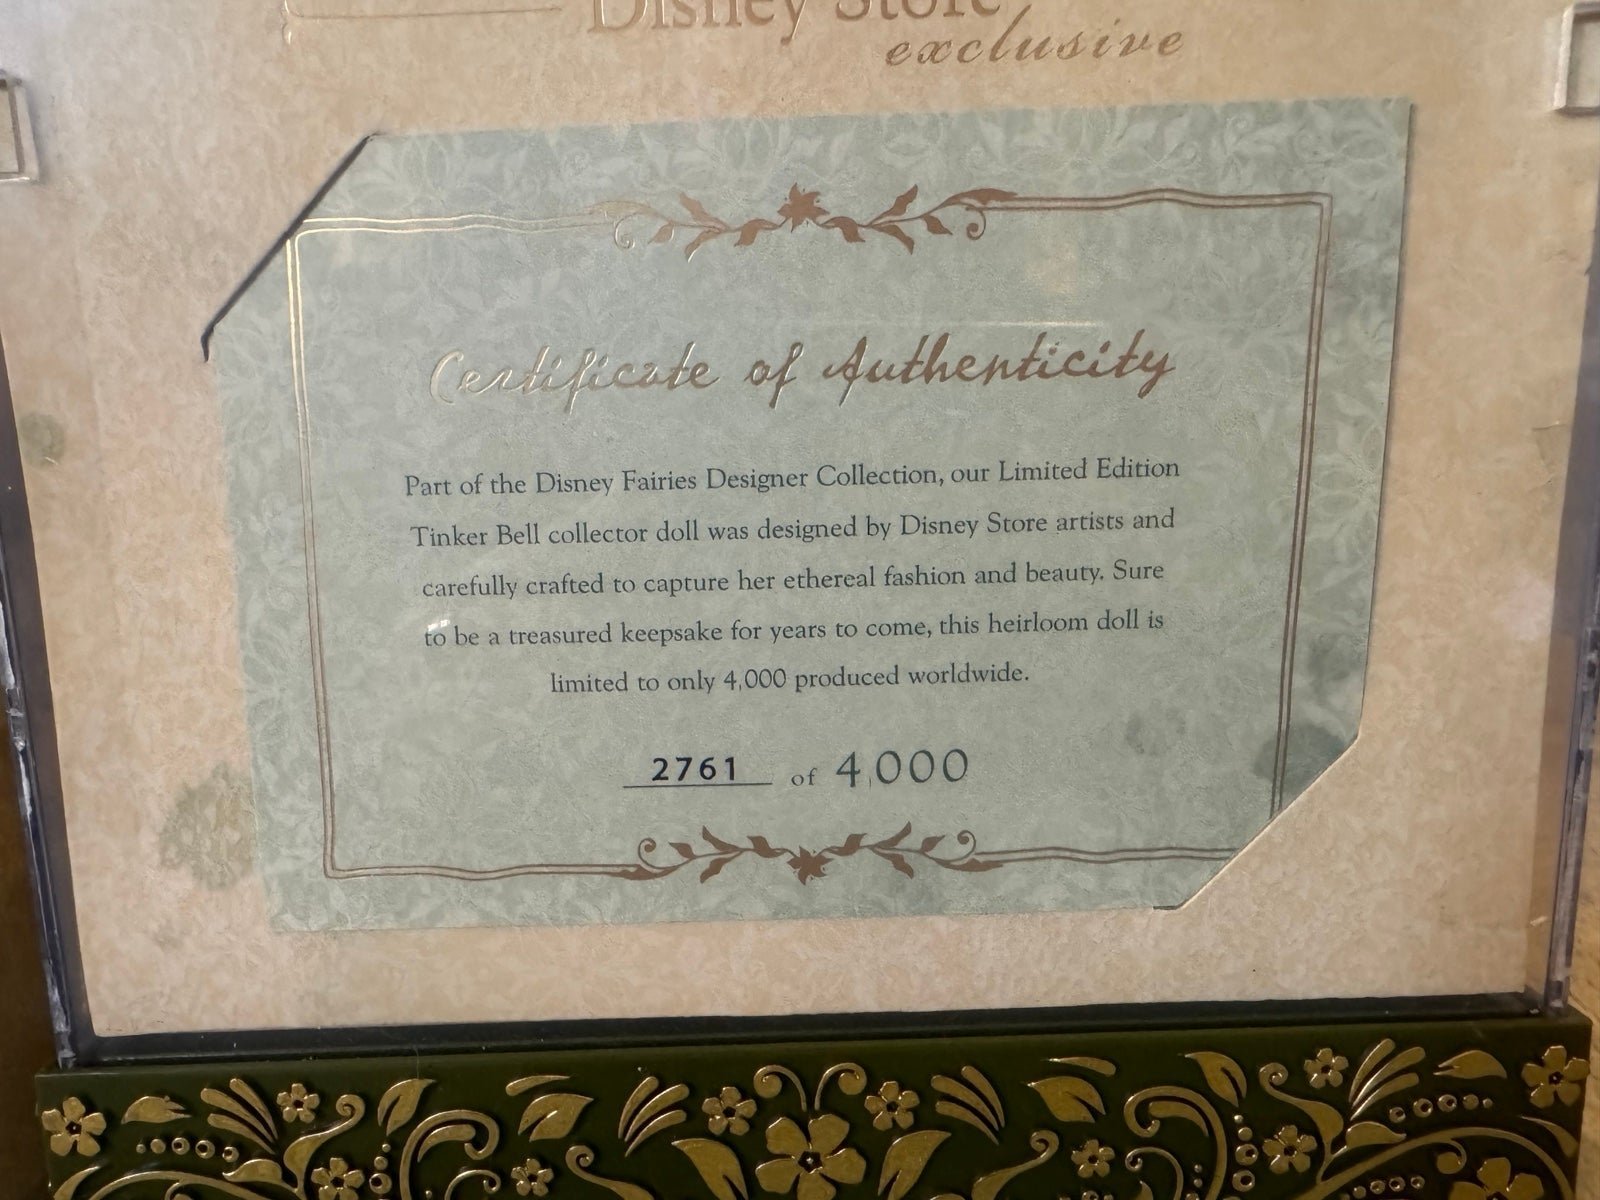 Disney Store
exclusive
Certificate of Authenticity
Part of the Disney Fairies Designer Collection, our Limited Edition
Tinker Bell collector doll was designed by Disney Store artists and
carefully crafted to capture her ethereal fashion and beauty. Sure
to be a treasured keepsake for years to come, this heirloom doll is
limited to only 4,000 produced worldwide.
2761 of 4,000